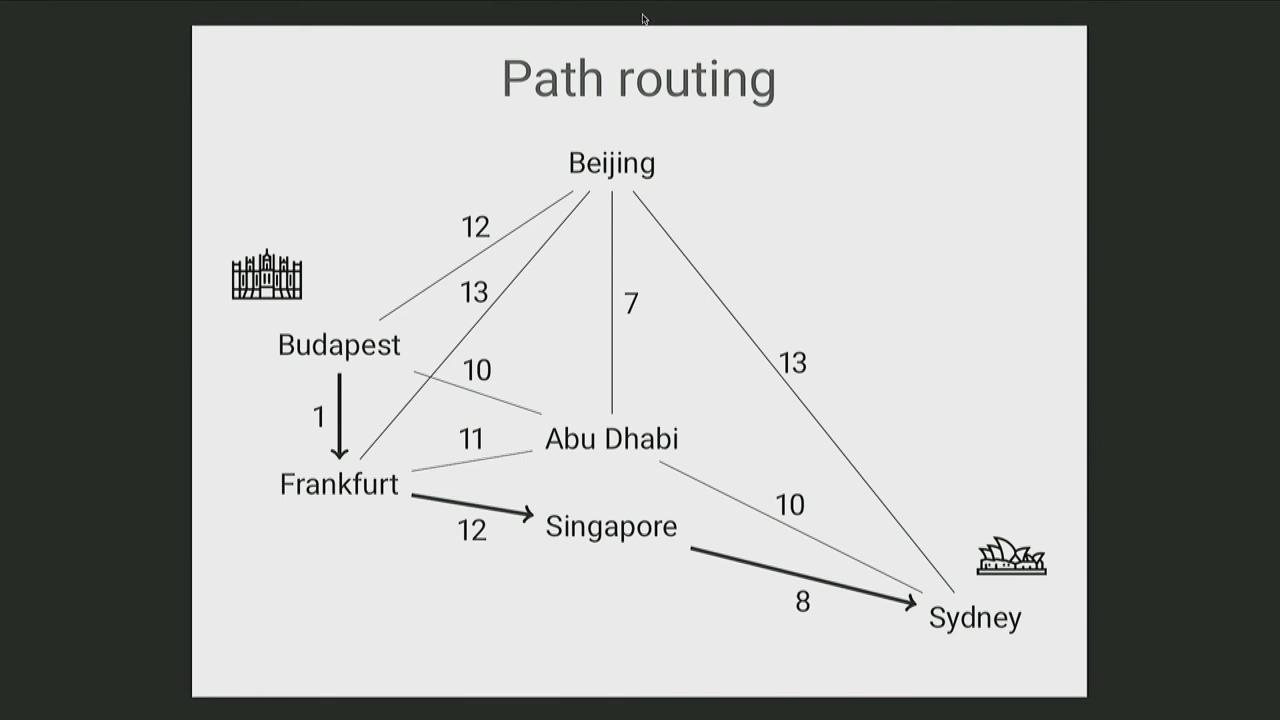 Path routing
Beijing
12
13
7
Budapest
10
13
1
11
Abu Dhabi
Frankfurt
12
Singapore
10
8
Sydney